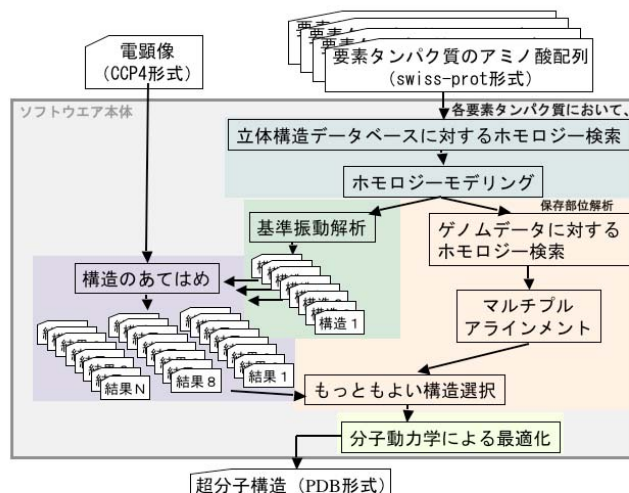 電顕像
(CCP4形式)
要素タンパク質のアミノ酸配列
(swiss-prot形式)
ソフトウエア本体
各要素タンパク質において、
立体構造データベースに対するホモロジー検索
ホモロジーモデリング
保存部位解析
基準振動解析
ゲノムデータに対する
ホモロジー検索
構造のあてはめ
構造1
マルチプル
アラインメント
結果N
結果8
結果1
もっともよい構造選択
分子動力学による最適化
超分子構造（PDB形式）